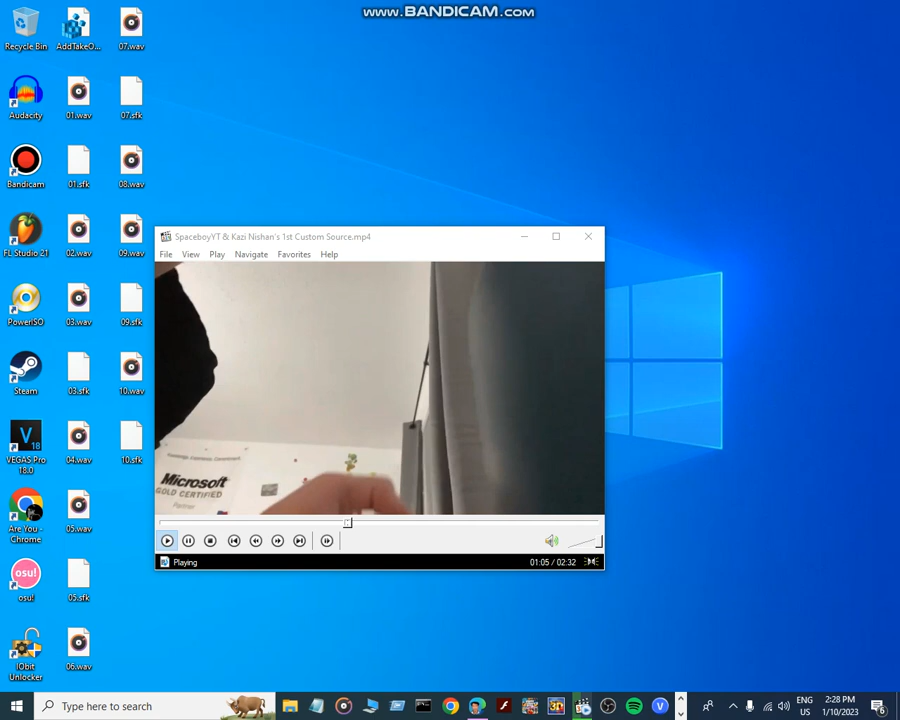 WWW.BANDICAM.COM
Recycle Bin
AddTakeO...
07.wav
Audacity
01.wav
07.sfk
Bandicam
01.sfk
08.wav
FL Studio 21
02.wav
09.wav
PowerISO
03.wav
09.sfk
Steam
03.sfk
10.wav
VEGAS Pro
18.0
04.wav
10.sfk
Are You -
Chrome
05.wav
osu!
05.sfk
IObit
Unlocker
06.wav
SpaceboyYT & Kazi Nishan's 1st Custom Source.mp4
File View Play Navigate Favorites Help
Microsoft
GOLD CERTIFIED
Partner
Playing
01:05 / 02:32
Type here to search
ENG
US
2:28 PM
1/10/2023
6